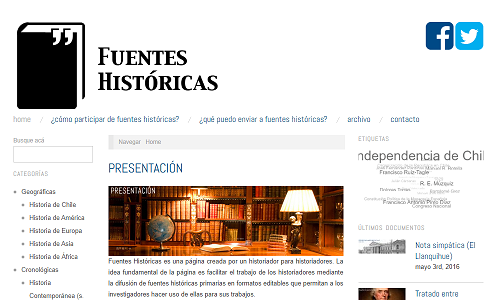 FUENTES
HISTÓRICAS
home / ¿cómo participar de fuentes históricas? / ¿qué puedo enviar a fuentes históricas? / archivo / contacto
Busque acá
CATEGORÍAS
Geográficas
Historia de Chile
Historia de América
Historia de Europa
Historia de Asia
Historia de África
Cronológicas
Historia
Contemporánea (s
Navegar Home
PRESENTACIÓN
PRESENTACIÓN
Fuentes Históricas es una página creada por un historiador para historiadores. La
idea fundamental de la página es facilitar el trabajo de los historiadores mediante
la difusión de fuentes históricas primarias en formatos editables que permitan a los
investigadores hacer uso de ellas para sus trabajos.
ETIQUETAS
ndependencia de Chil
Francisco Ruiz-Tagle
R. E. Múzquiz
Francisco Antonio Pinto Díaz
Congreso Nacional
ÚLTIMOS DOCUMENTOS
Nota simpática (El
Llanquihue)
mayo 3rd, 2016
Tratado entre